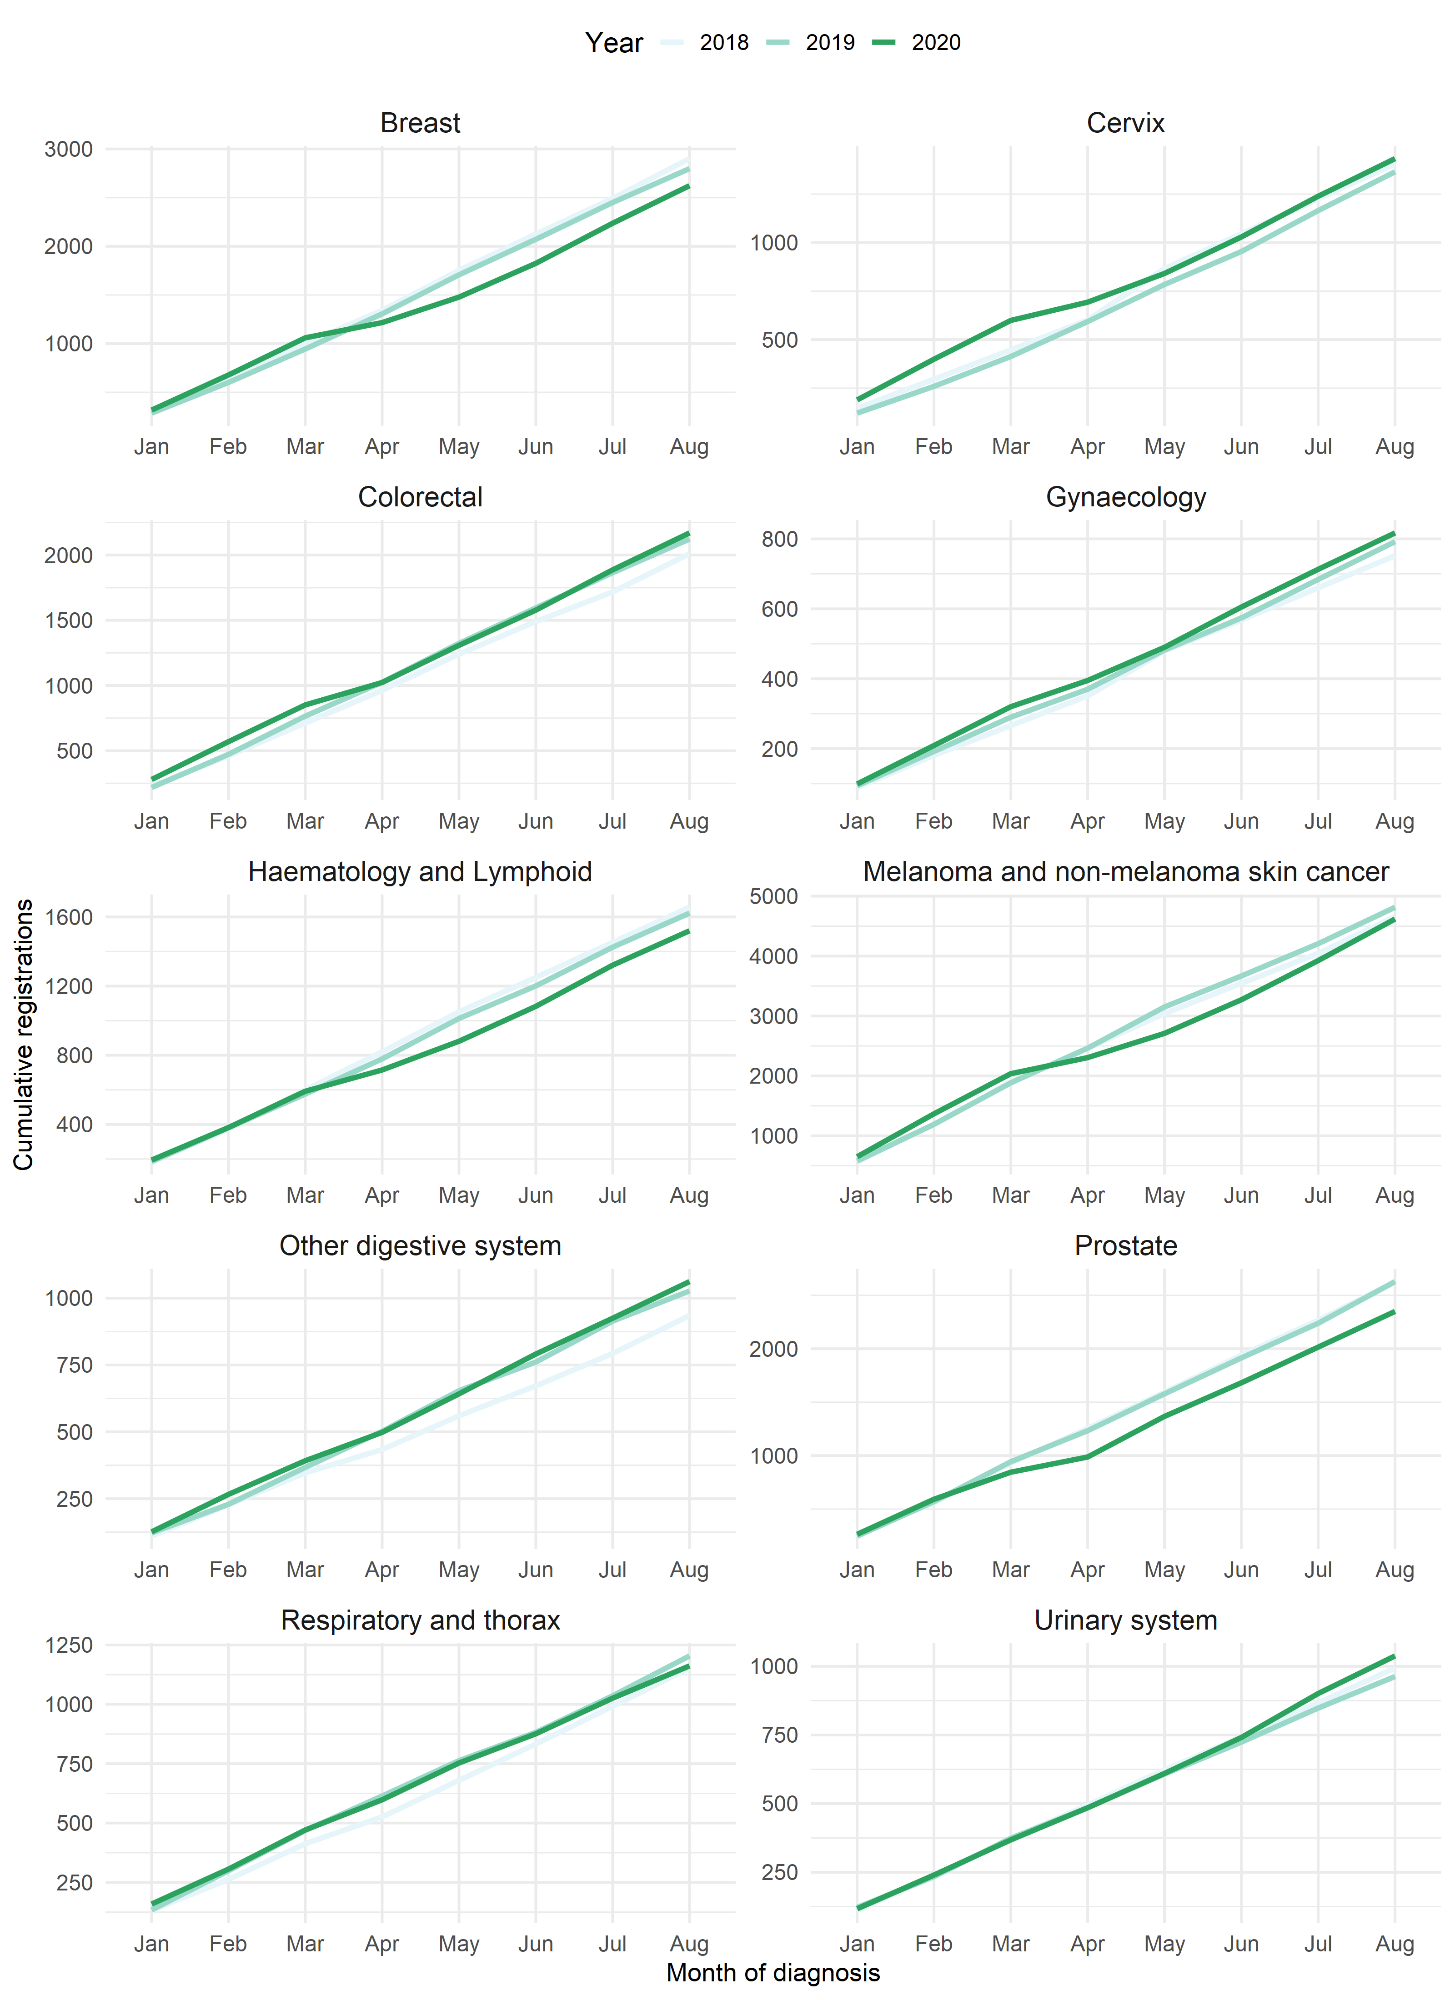 Year 2018 2019 2020
Breast
3000
2000
1000
Jan Feb Mar Apr May Jun Jul Aug
Cervix
1000
500
Jan Feb Mar Apr May Jun Jul Aug
Colorectal
2000
1500
1000
500
Jan Feb Mar Apr May Jun Jul Aug
Gynaecology
800
600
400
200
Jan Feb Mar Apr May Jun Jul Aug
Cumulative registrations
Haematology and Lymphoid
1600
1200
800
400
Jan Feb Mar Apr May Jun Jul Aug
Melanoma and non-melanoma skin cancer
5000
4000
3000
2000
1000
Jan Feb Mar Apr May Jun Jul Aug
Other digestive system
1000
750
500
250
Jan Feb Mar Apr May Jun Jul Aug
Prostate
2000
1000
Jan Feb Mar Apr May Jun Jul Aug
Respiratory and thorax
1250
1000
750
500
250
Jan Feb Mar Apr May Jun Jul Aug
Urinary system
1000
750
500
250
Jan Feb Mar Apr May Jun Jul Aug
Month of diagnosis